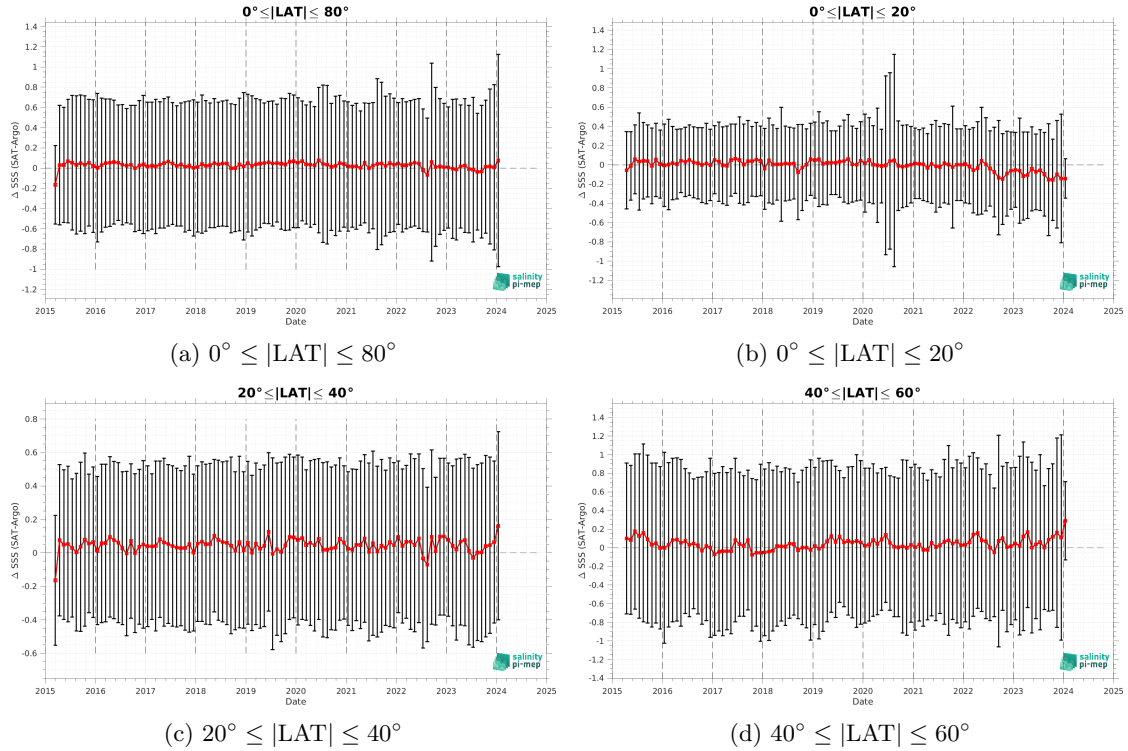 0°≤|LAT|≤ 80°
Δ SSS (SAT-Argo)
1.4
1.2
1
0.8
0.6
0.4
0.2
0
-0.2
-0.4
-0.6
-0.8
-1
-1.2
2015 2016 2017 2018 2019 2020 2021 2022 2023 2024 2025
Date
salinity
pi-mep
(a) 0° ≤ |LAT| ≤ 80°
0°≤|LAT|≤ 20°
Δ SSS (SAT-Argo)
1.4
1.2
1
0.8
0.6
0.4
0.2
0
-0.2
-0.4
-0.6
-0.8
-1
-1.2
2015 2016 2017 2018 2019 2020 2021 2022 2023 2024 2025
Date
salinity
pi-mep
(b) 0° ≤ |LAT| ≤ 20°
20°≤|LAT|≤ 40°
Δ SSS (SAT-Argo)
0.8
0.6
0.4
0.2
0
-0.2
-0.4
-0.6
2015 2016 2017 2018 2019 2020 2021 2022 2023 2024 2025
Date
salinity
pi-mep
(c) 20° ≤ |LAT| ≤ 40°
40°≤|LAT|≤ 60°
Δ SSS (SAT-Argo)
1.4
1.2
1
0.8
0.6
0.4
0.2
0
-0.2
-0.4
-0.6
-0.8
-1
-1.2
-1.4
2015 2016 2017 2018 2019 2020 2021 2022 2023 2024 2025
Date
salinity
pi-mep
(d) 40° ≤ |LAT| ≤ 60°